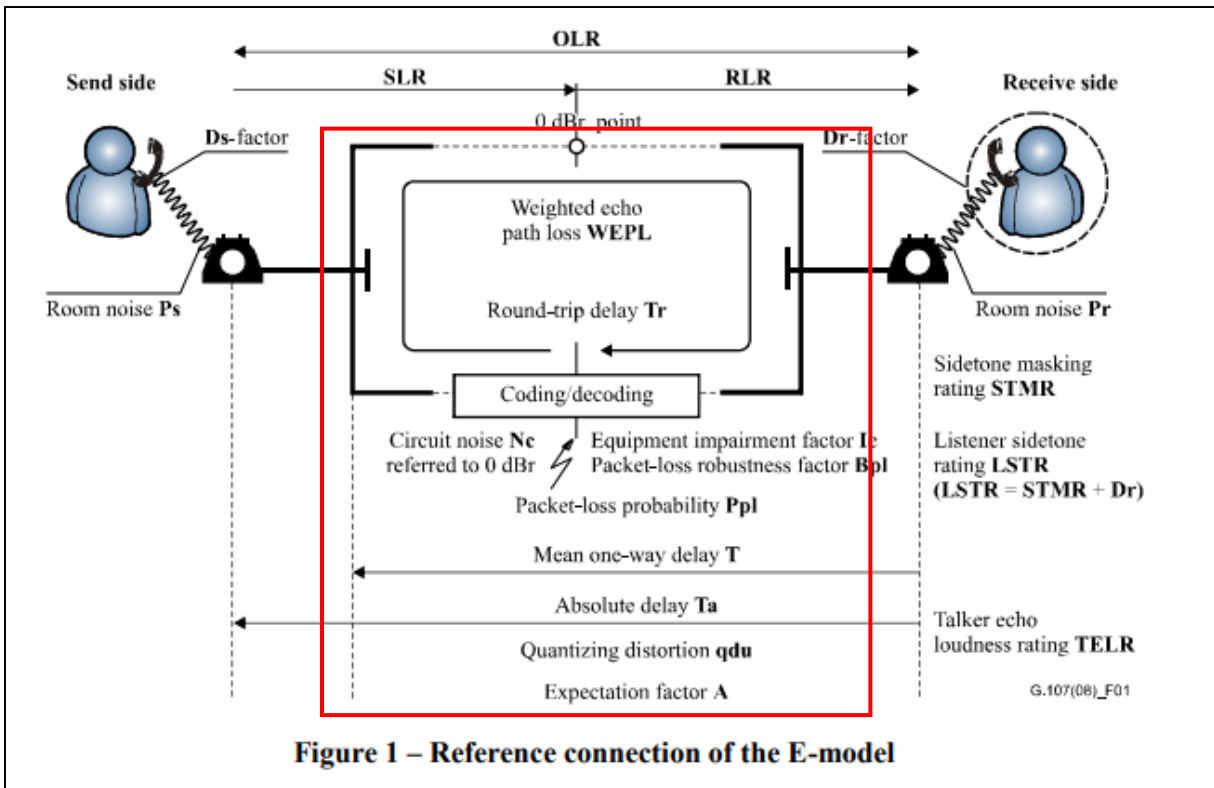 OLR
Send side
SLR
RLR
Receive side
0 dBr point
Ds-factor
Dr-factor
Weighted echo
path loss WEPL
Room noise Ps
Round-trip delay Tr
Room noise Pr
Sidetone masking
rating STMR
Coding/decoding
Circuit noise Nc
referred to 0 dBr
Equipment impairment factor Ie
Packet-loss robustness factor Bpl
Listener sidetone
rating LSTR
(LSTR = STMR + Dr)
Packet-loss probability Ppl
Mean one-way delay T
Absolute delay Ta
Talker echo
loudness rating TELR
Quantizing distortion qdu
Expectation factor A
G.107(08)_F01
Figure 1 – Reference connection of the E-model